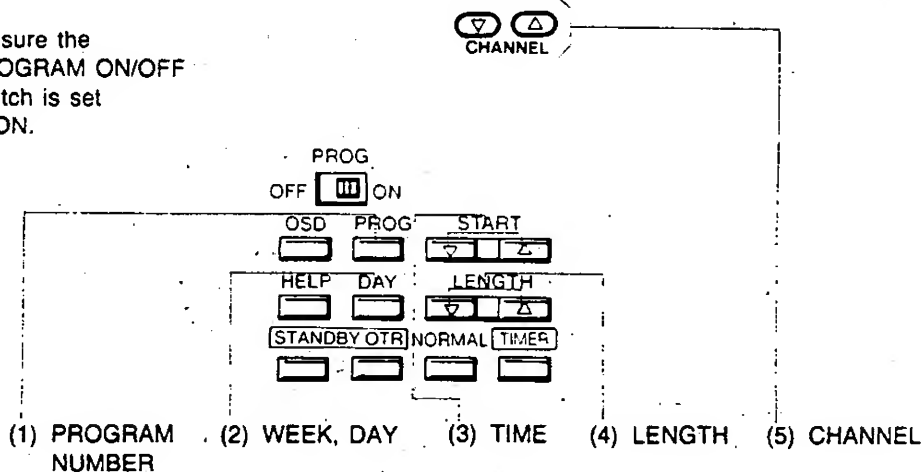 sure the
OGRAM ON/OFF
tch is set
ON.
CHANNEL
PROG
OFF ON
OSD PROG START
HELP DAY LENGTH
STANDBY OTR NORMAL TIMER
(1) PROGRAM NUMBER
(2) WEEK, DAY
(3) TIME
(4) LENGTH
(5) CHANNEL